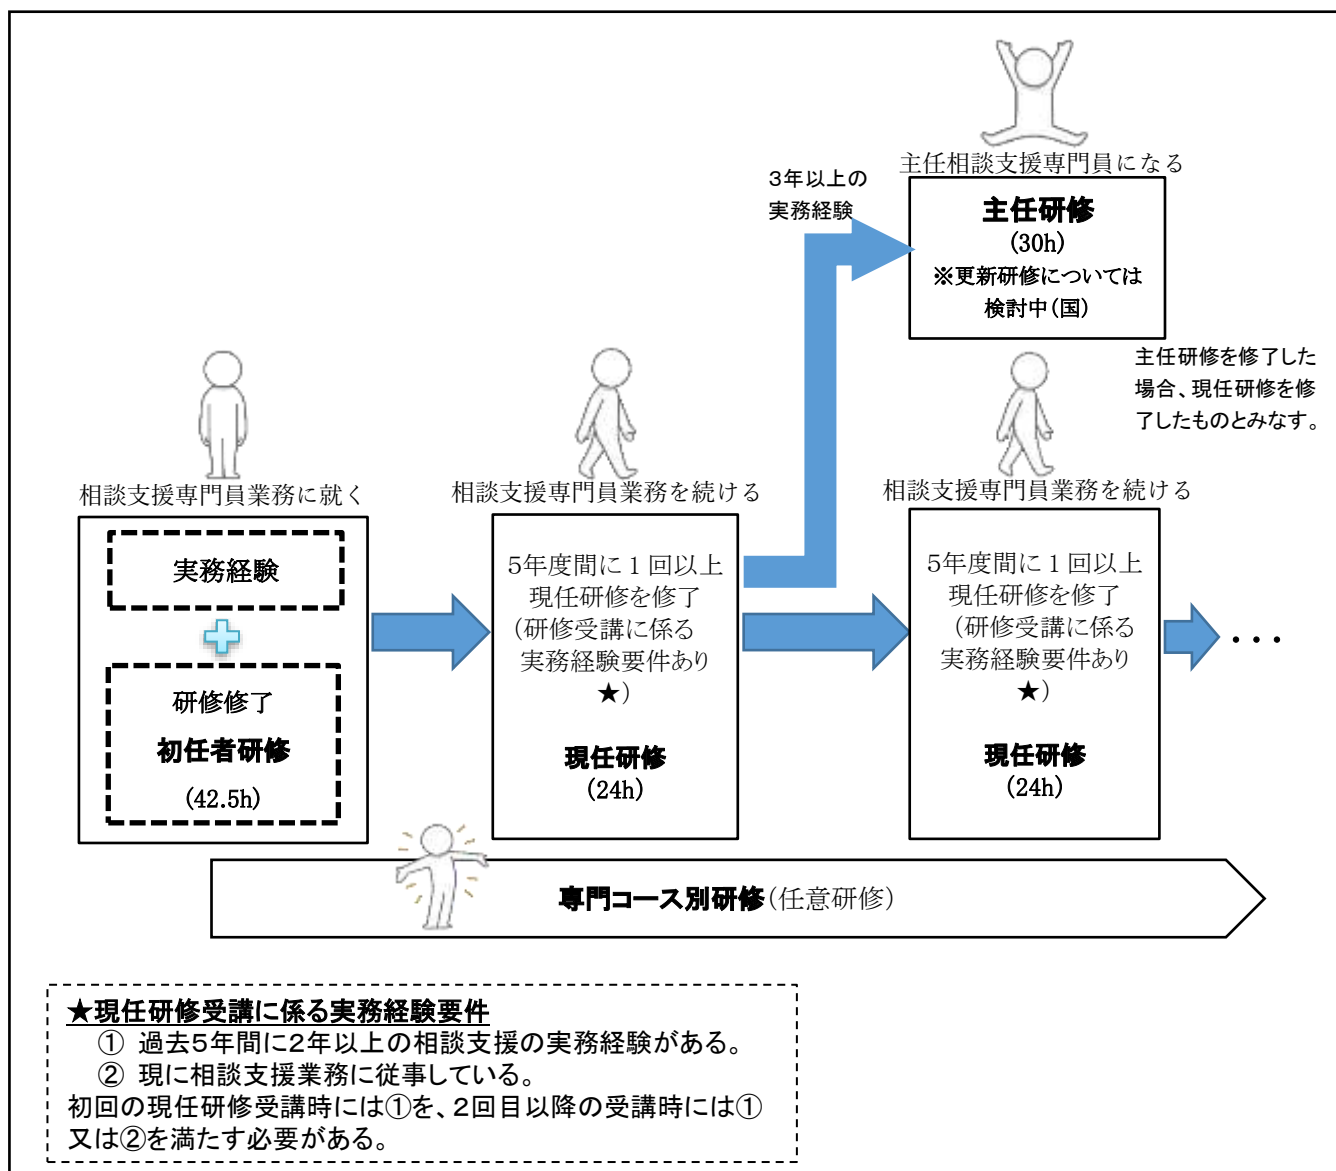 主任相談支援専門員になる
3年以上の
実務経験
主任研修
(30h)
※更新研修については
検討中(国)
主任研修を修了した
場合、現任研修を修
了したものとみなす。
相談支援専門員業務に就く
実務経験
研修修了
初任者研修
(42.5h)
相談支援専門員業務を続ける
5年度間に1回以上
現任研修を修了
(研修受講に係る
実務経験要件あり
★)
現任研修
(24h)
相談支援専門員業務を続ける
5年度間に1回以上
現任研修を修了
(研修受講に係る
実務経験要件あり
★)
現任研修
(24h)
・・・
専門コース別研修(任意研修)
★現任研修受講に係る実務経験要件
① 過去5年間に2年以上の相談支援の実務経験がある。
② 現に相談支援業務に従事している。
初回の現任研修受講時には①を、2回目以降の受講時には①
又は②を満たす必要がある。